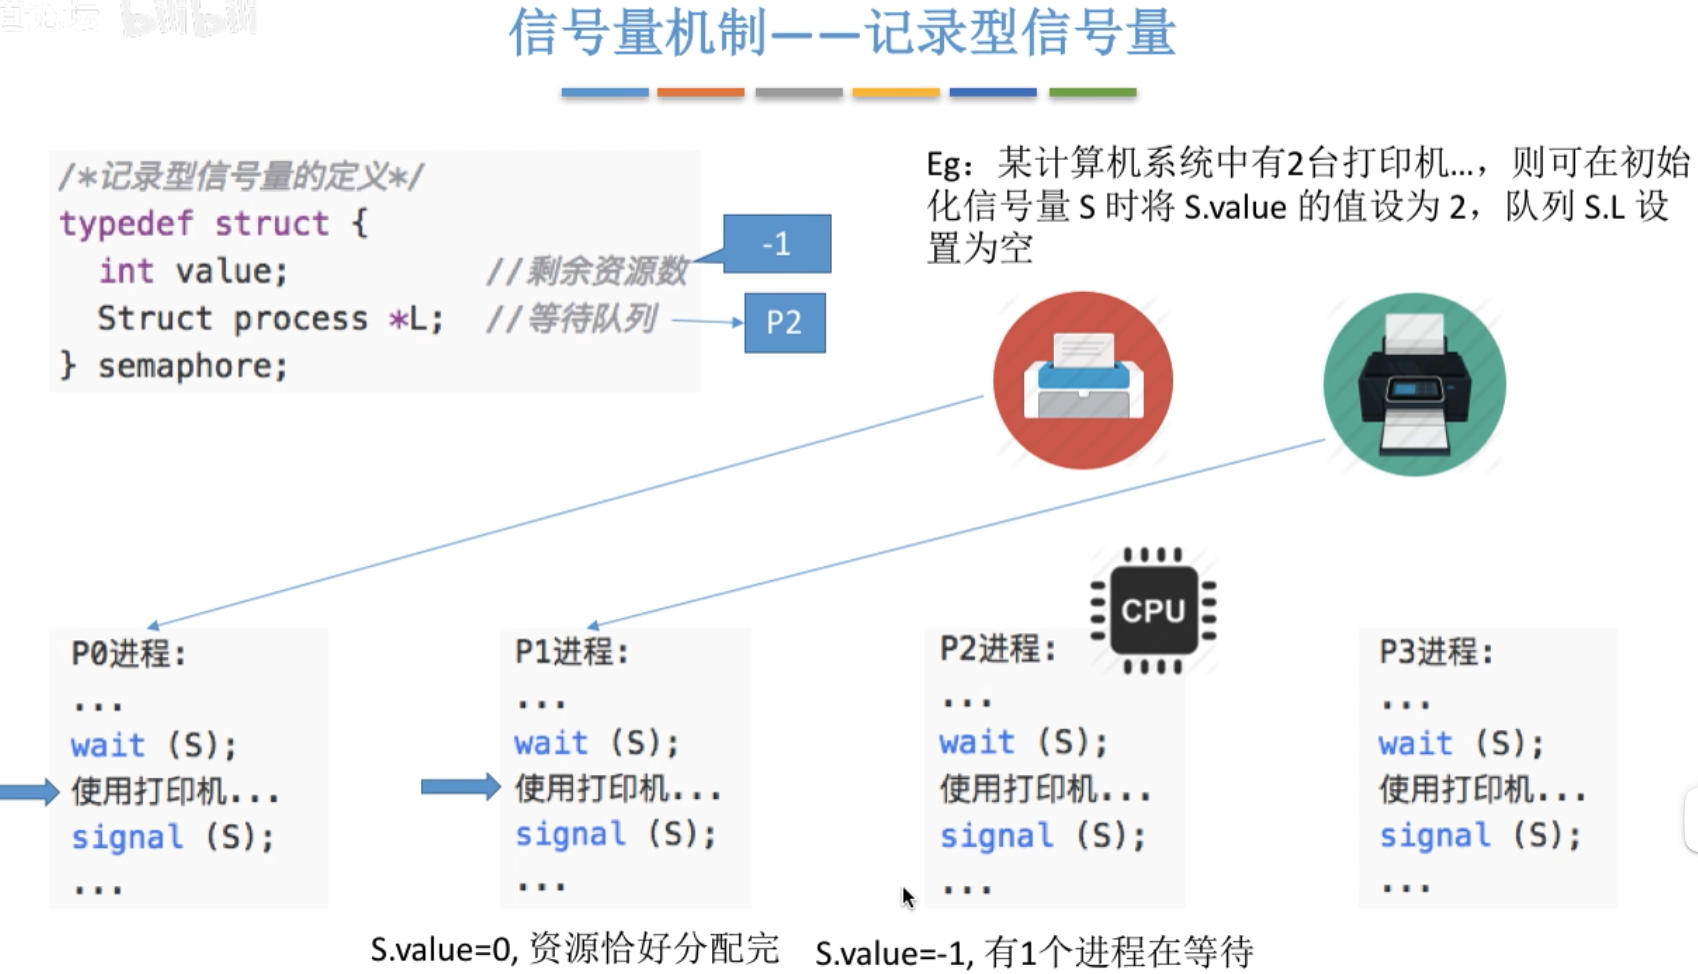 bilibili
信号量机制——记录型信号量
/*记录型信号量的定义*/
typedef struct {
int value; //剩余资源数
Struct process *L; //等待队列
} semaphore;
-1
P2
Eg：某计算机系统中有2台打印机...，则可在初始
化信号量 S 时将 S.value 的值设为 2，队列 S.L 设
置为空
CPU
P0进程:
...
wait (S);
使用打印机...
signal (S);
...
P1进程:
...
wait (S);
使用打印机...
signal (S);
...
P2进程:
...
wait (S);
使用打印机...
signal (S);
...
P3进程:
...
wait (S);
使用打印机...
signal (S);
...
S.value=0, 资源恰好分配完
S.value=-1, 有1个进程在等待